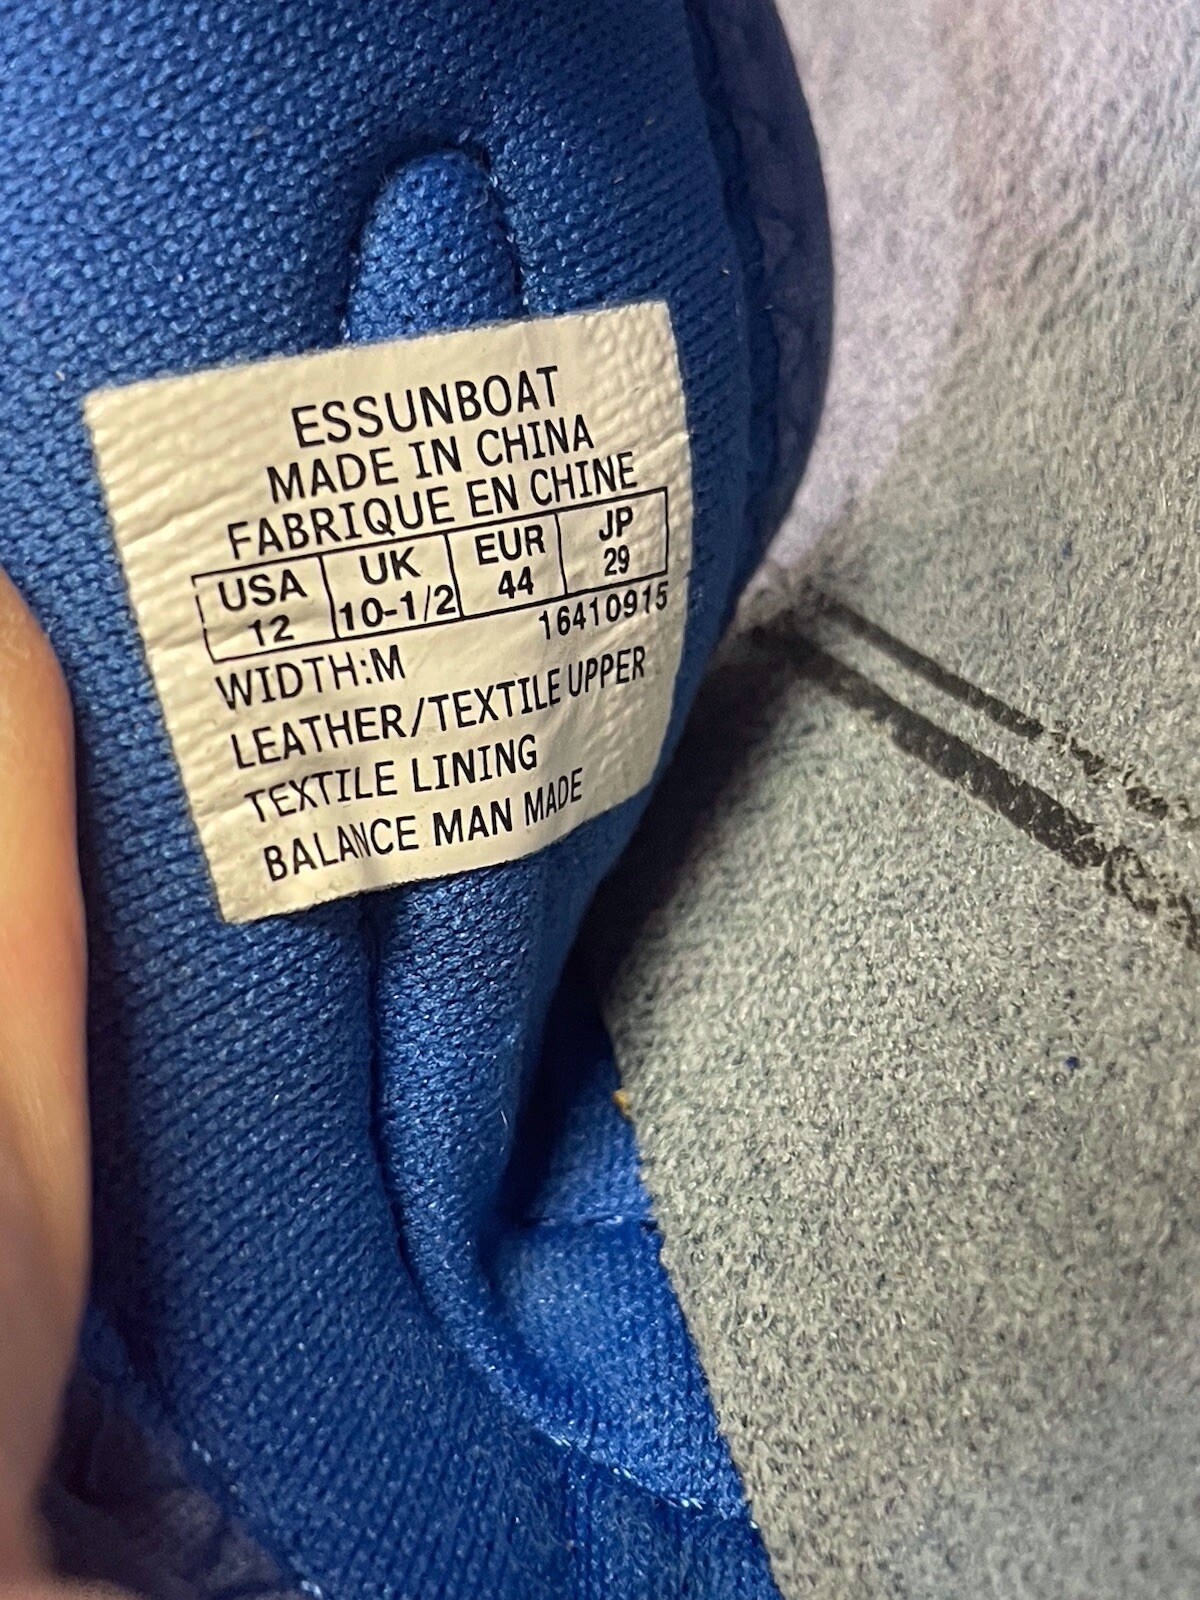 ESSUNBOAT
MADE IN CHINA
FABRIQUE EN CHINE
USA UK EUR JP
12 10-1/2 44 29
16410915
WIDTH:M
LEATHER/TEXTILE UPPER
TEXTILE LINING
BALANCE MAN MADE